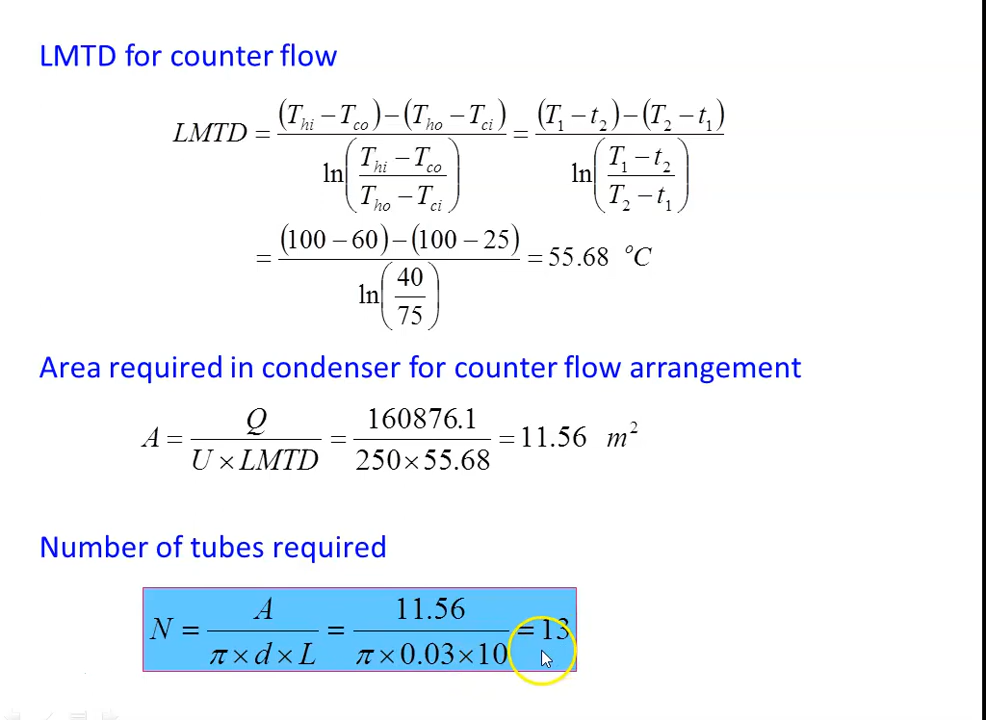 LMTD for counter flow
LMTD = ((T_hi − T_co) − (T_ho − T_ci)) / ln((T_hi − T_co) / (T_ho − T_ci)) = ((T_1 − t_2) − (T_2 − t_1)) / ln((T_1 − t_2) / (T_2 − t_1))
= ((100 − 60) − (100 − 25)) / ln(40 / 75) = 55.68 °C
Area required in condenser for counter flow arrangement
A = Q / (U × LMTD) = 160876.1 / (250 × 55.68) = 11.56 m²
Number of tubes required
N = A / (π × d × L) = 11.56 / (π × 0.03 × 10) = 13